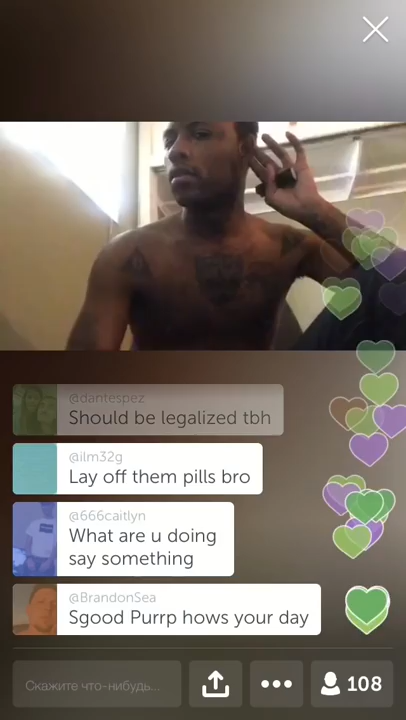 @dantespez
Should be legalized tbh
@ilm32g
Lay off them pills bro
@666caitlyn
What are u doing
say something
@BrandonSea
Sgood Purrp hows your day
Скажите что-нибудь...
108